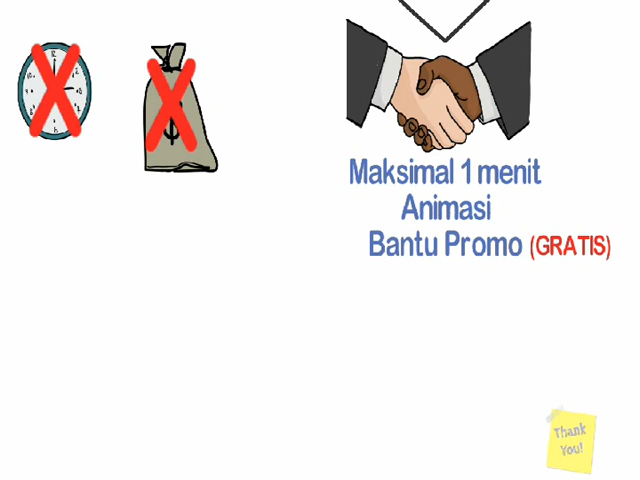 Maksimal 1 menit
Animasi
Bantu Promo (GRATIS)
Thank
You!